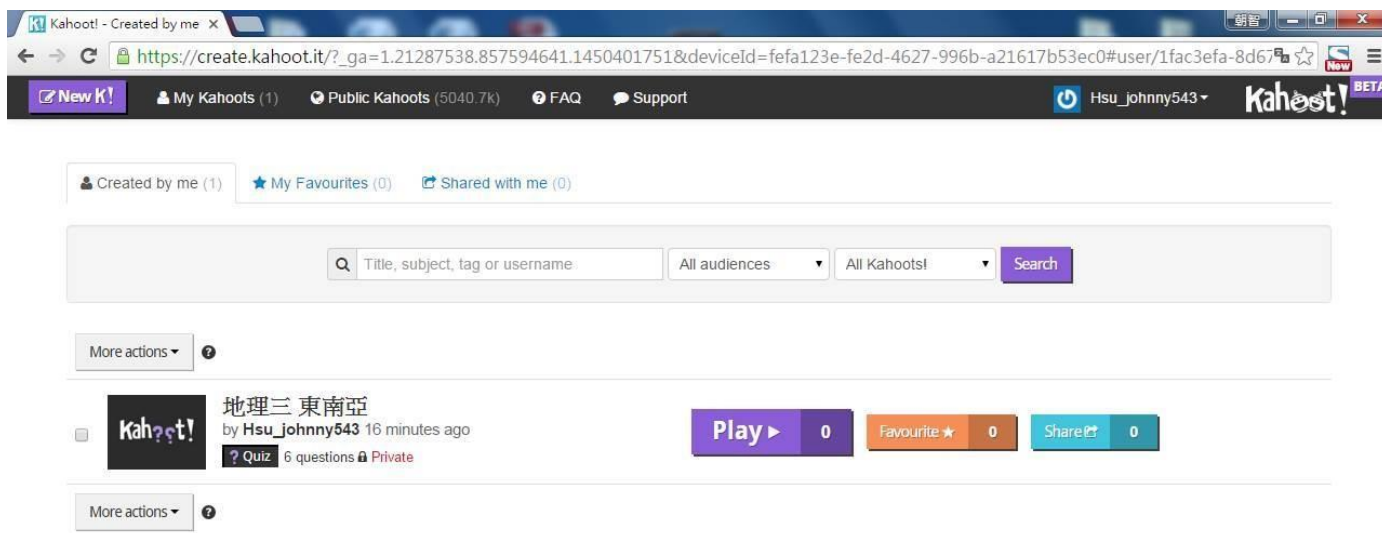 Kahoot! - Created by me
朝智
https://create.kahoot.it/?_ga=1.21287538.857594641.1450401751&deviceId=fefa123e-fe2d-4627-996b-a21617b53ec0#user/1fac3efa-8d67
New
New K! My Kahoots (1) Public Kahoots (5040.7k) FAQ Support Hsu_johnny543 Kahoot! BETA
Created by me (1) My Favourites (0) Shared with me (0)
Title, subject, tag or username All audiences All Kahoots! Search
More actions
Kahoot! 地理三 東南亞
by Hsu_johnny543 16 minutes ago Play 0 Favourite 0 Share 0
? Quiz 6 questions Private
More actions